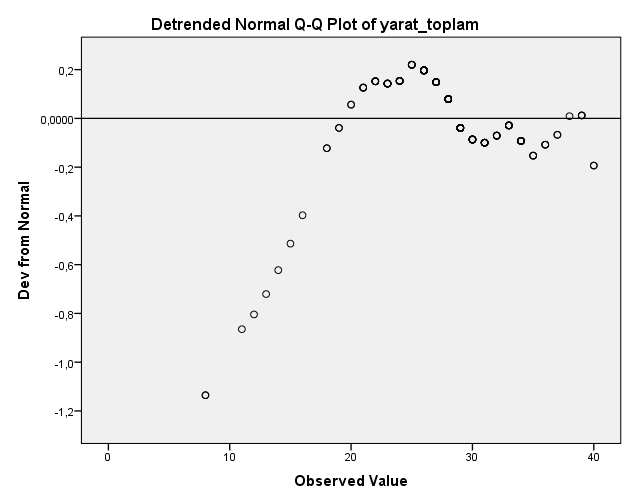 Detrended Normal Q-Q Plot of yarat_toplam
0,2
0,0000
-0,2
-0,4
-0,6
-0,8
-1,0
-1,2
Dev from Normal
0 10 20 30 40
Observed Value